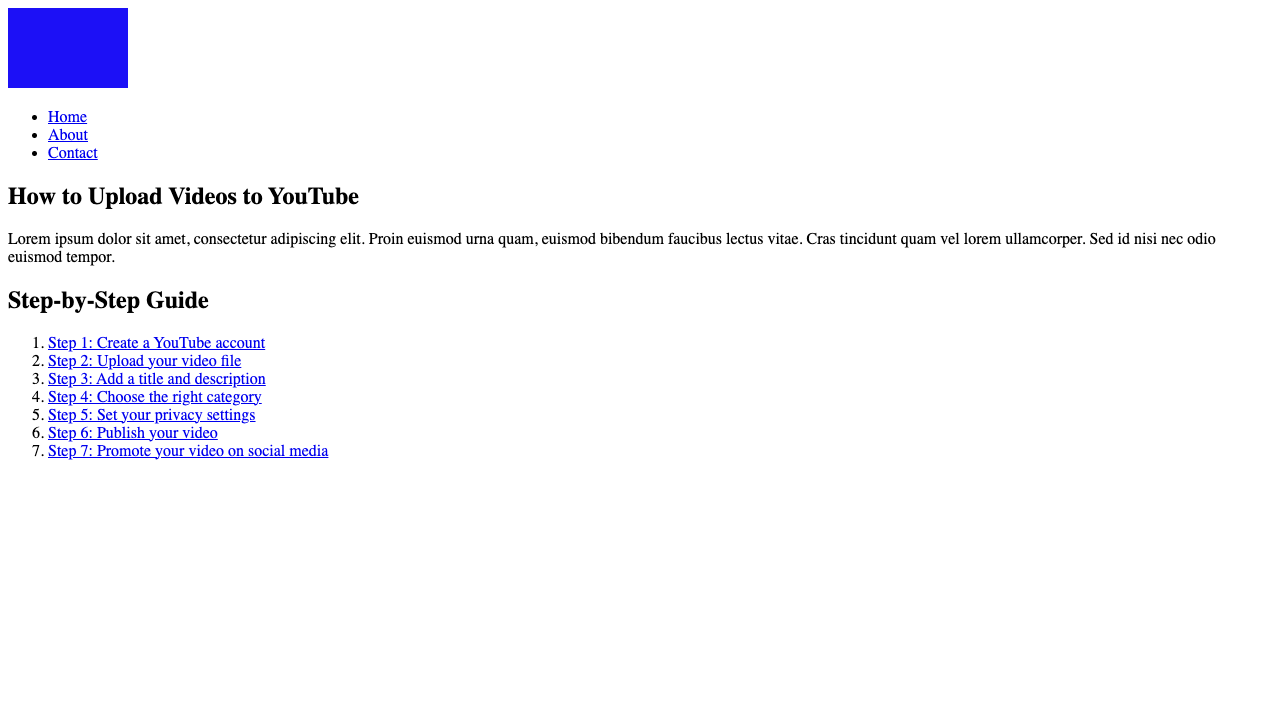 Home
About
Contact
How to Upload Videos to YouTube
Lorem ipsum dolor sit amet, consectetur adipiscing elit. Proin euismod urna quam, euismod bibendum faucibus lectus vitae. Cras tincidunt quam vel lorem ullamcorper. Sed id nisi nec odio
euismod tempor.
Step-by-Step Guide
1. Step 1: Create a YouTube account
2. Step 2: Upload your video file
3. Step 3: Add a title and description
4. Step 4: Choose the right category
5. Step 5: Set your privacy settings
6. Step 6: Publish your video
7. Step 7: Promote your video on social media